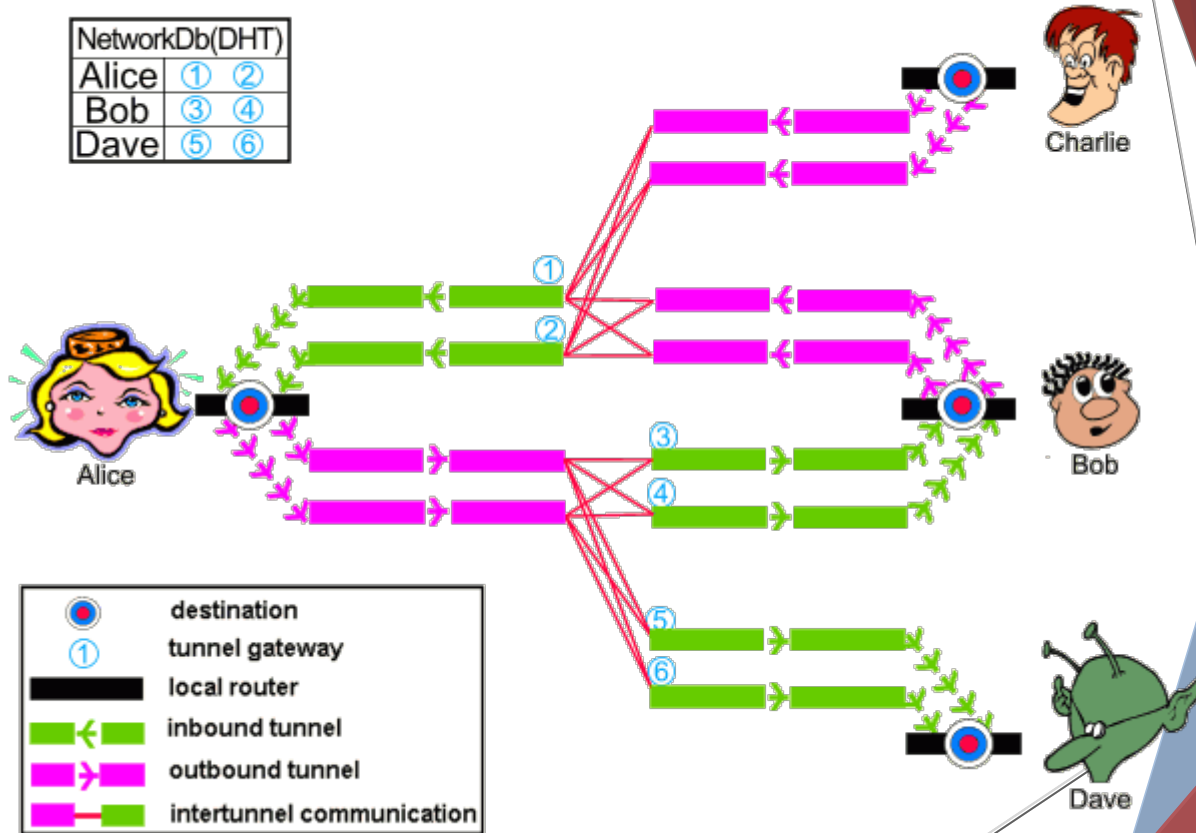 NetworkDb(DHT)
Alice ① ②
Bob ③ ④
Dave ⑤ ⑥
Charlie
①
②
Alice
③
④
Bob
⑤
⑥
Dave
destination
① tunnel gateway
local router
inbound tunnel
outbound tunnel
intertunnel communication